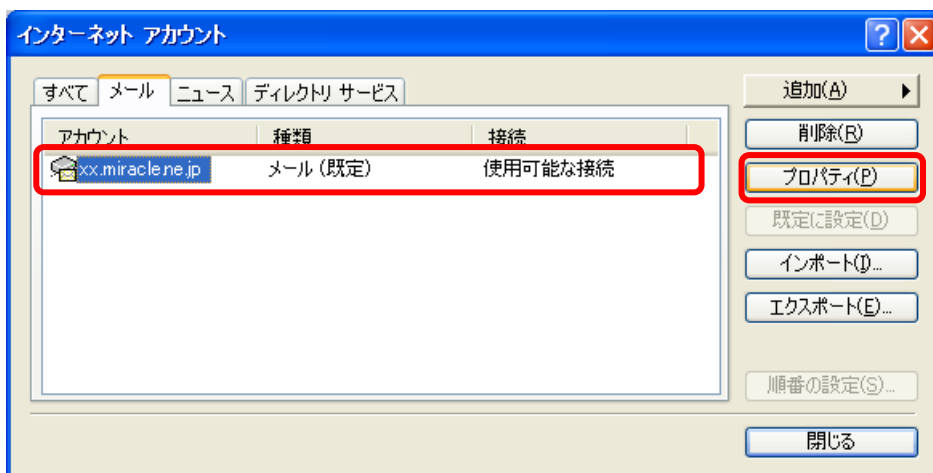 インターネット アカウント
すべて メール ニュース ディレクトリ サービス
アカウント 種類 接続
xx.miracle.ne.jp メール (既定) 使用可能な接続
追加(A)
削除(R)
プロパティ(P)
既定に設定(D)
インポート(I)...
エクスポート(E)...
順番の設定(S)...
閉じる